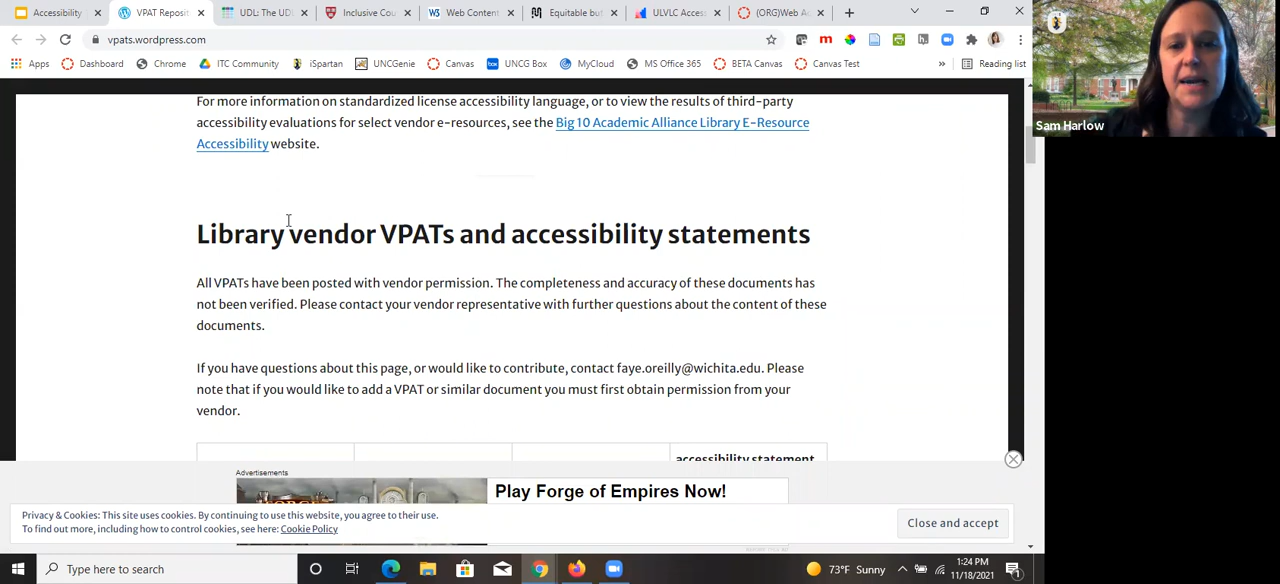 Accessibility
VPAT Reposit
UDL: The UD
Inclusive Cou
Web Content
Equitable bu
ULVLC Acces
(ORG)Web A
vpats.wordpress.com
Apps
Dashboard
Chrome
ITC Community
iSpartan
UNCGenie
Canvas
UNCG Box
MyCloud
MS Office 365
BETA Canvas
Canvas Test
»
Reading list
For more information on standardized license accessibility language, or to view the results of third-party
accessibility evaluations for select vendor e-resources, see the Big 10 Academic Alliance Library E-Resource
Accessibility website.
Library vendor VPATs and accessibility statements
All VPATs have been posted with vendor permission. The completeness and accuracy of these documents has
not been verified. Please contact your vendor representative with further questions about the content of these
documents.
If you have questions about this page, or would like to contribute, contact faye.oreilly@wichita.edu. Please
note that if you would like to add a VPAT or similar document you must first obtain permission from your
vendor.
accessibility statement
Advertisements
Play Forge of Empires Now!
Privacy & Cookies: This site uses cookies. By continuing to use this website, you agree to their use.
To find out more, including how to control cookies, see here: Cookie Policy
Close and accept
Type here to search
73°F Sunny
1:24 PM
11/18/2021
Sam Harlow